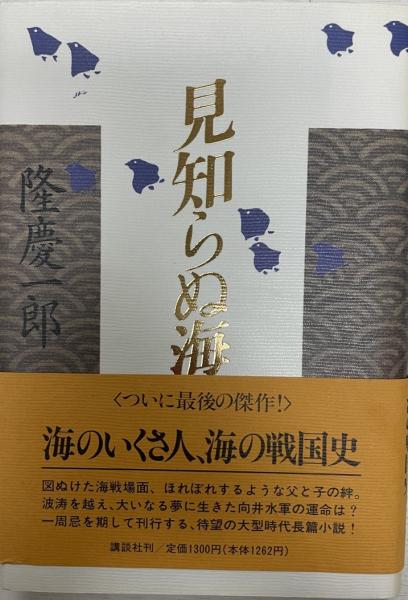 見知らぬ海
隆慶一郎
〈ついに最後の傑作!〉
海のいくさ人、海の戦国史
図ぬけた海戦場面、ほれぼれするような父と子の絆。
波涛を越え、大いなる夢に生きた向井水軍の運命は?
一周忌を期して刊行する、待望の大型時代長篇小説!
講談社刊/定価1300円(本体1262円)